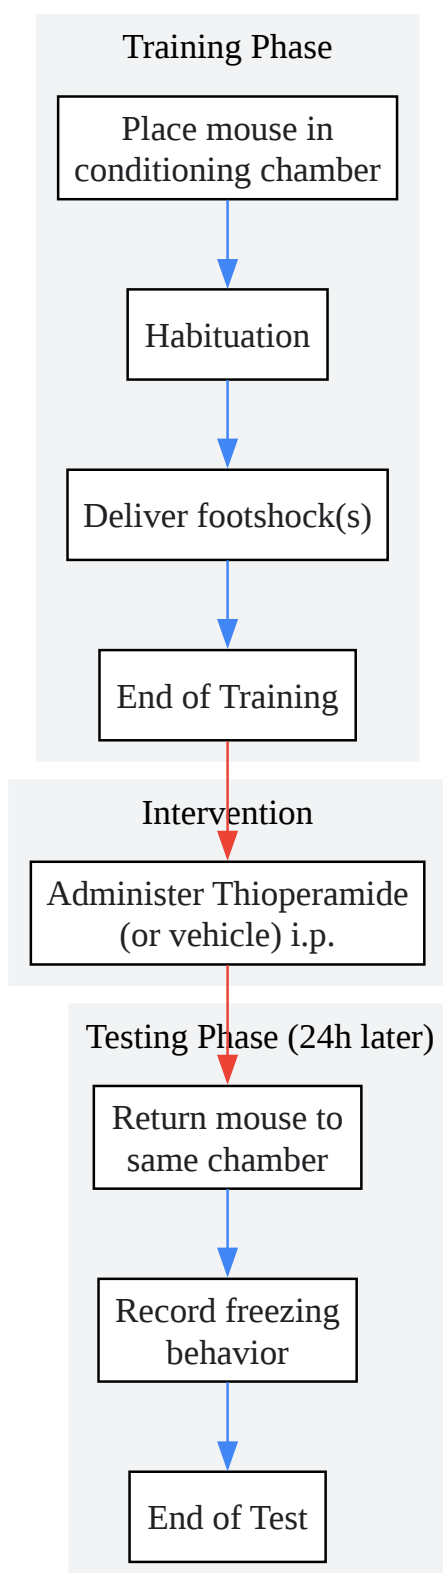 Training Phase
Place mouse in
conditioning chamber
Habituation
Deliver footshock(s)
End of Training
Intervention
Administer Thioperamide
(or vehicle) i.p.
Testing Phase (24h later)
Return mouse to
same chamber
Record freezing
behavior
End of Test